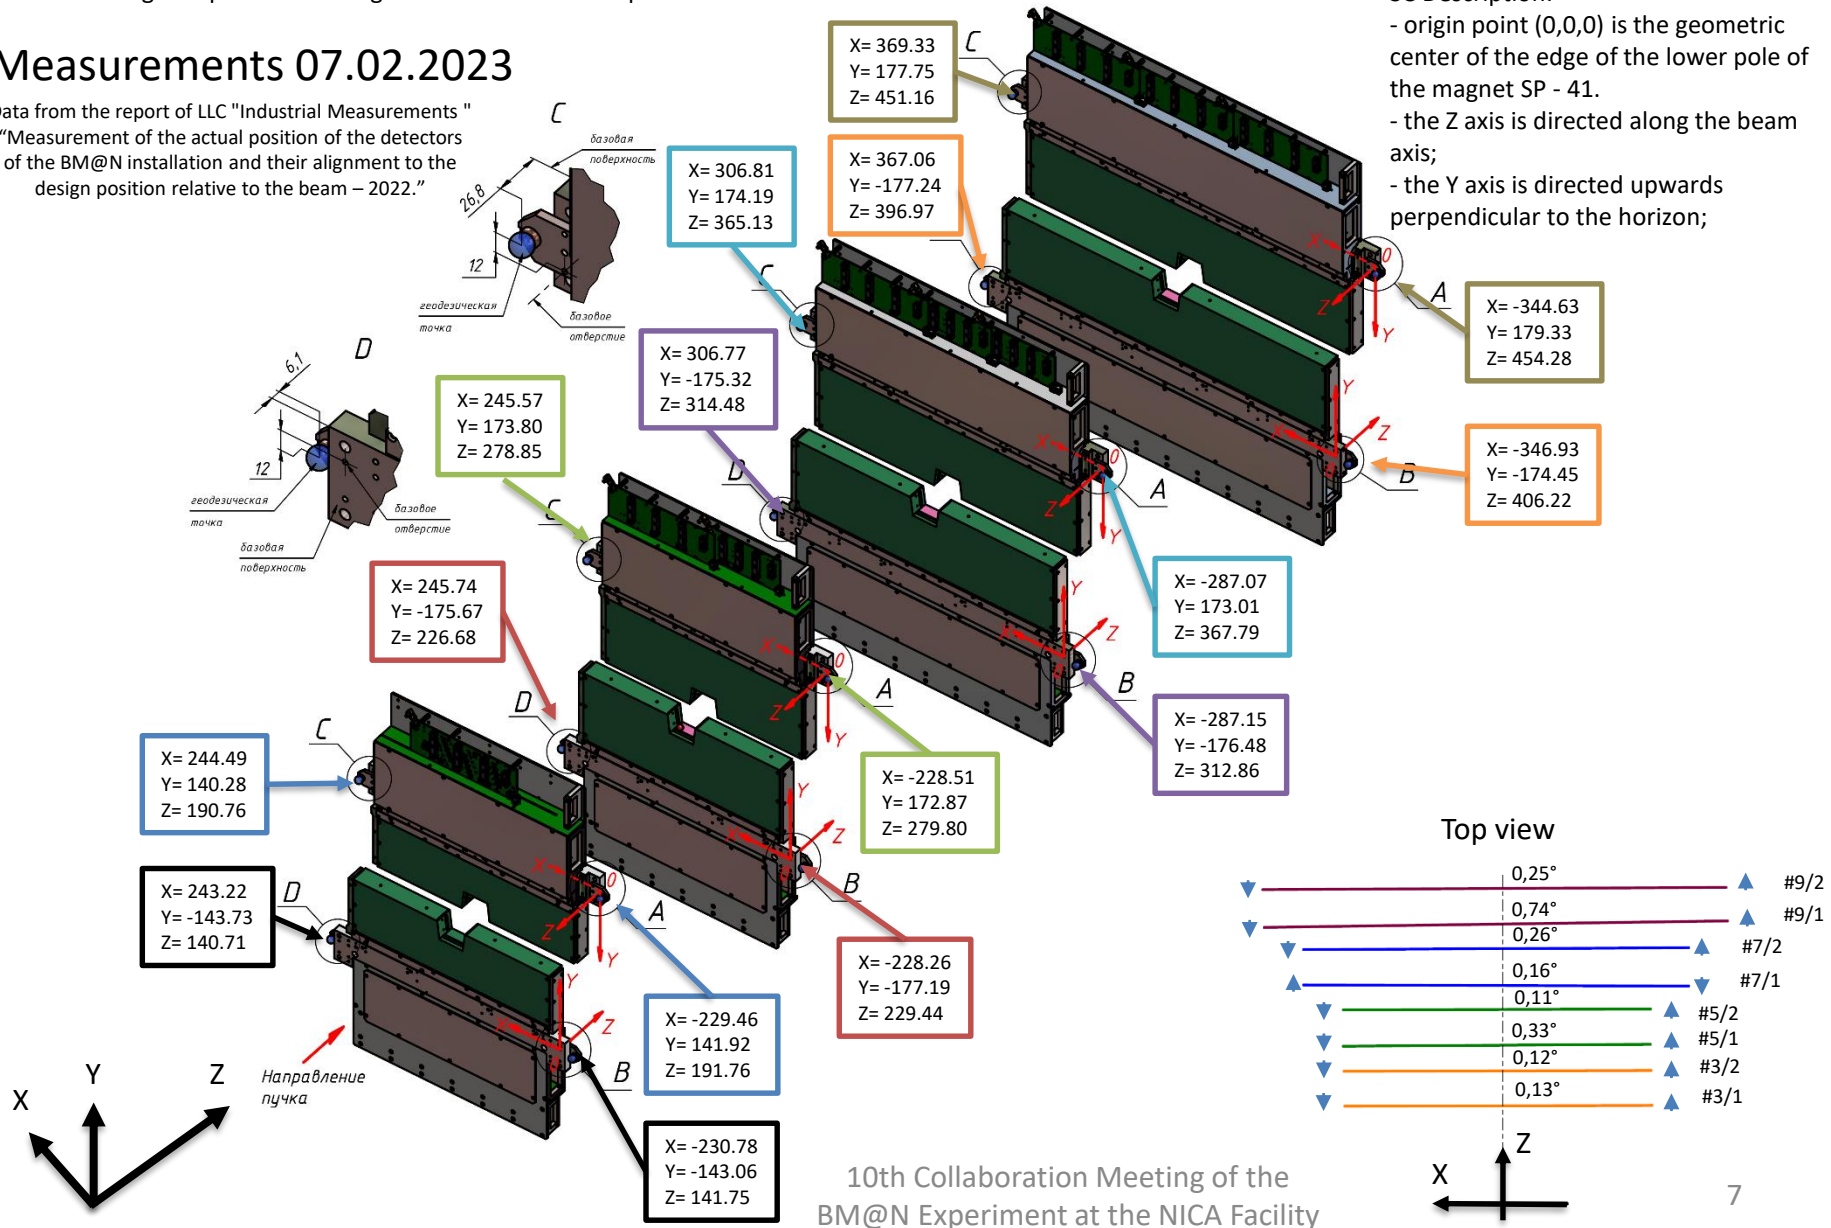 Measurements 07.02.2023
Data from the report of LLC "Industrial Measurements "
“Measurement of the actual position of the detectors
of the BM@N installation and their alignment to the
design position relative to the beam – 2022.”
- origin point (0,0,0) is the geometric
center of the edge of the lower pole of
the magnet SP - 41.
- the Z axis is directed along the beam
axis;
- the Y axis is directed upwards
perpendicular to the horizon;
C
базовая
поверхность
26,8
12
геодезическая
точка
базовое
отверстие
D
6,1
12
геодезическая
точка
базовое
отверстие
базовая
поверхность
X= 369.33
Y= 177.75
Z= 451.16
C
X= 367.06
Y= -177.24
Z= 396.97
X= 306.81
Y= 174.19
Z= 365.13
C
X= 306.77
Y= -175.32
Z= 314.48
D
X= 245.57
Y= 173.80
Z= 278.85
C
X= 245.74
Y= -175.67
Z= 226.68
D
X= 244.49
Y= 140.28
Z= 190.76
C
X= 243.22
Y= -143.73
Z= 140.71
D
X= -344.63
Y= 179.33
Z= 454.28
A
X
0
Z
Y
X= -346.93
Y= -174.45
Z= 406.22
B
Y
Z
X
X= -287.07
Y= 173.01
Z= 367.79
A
X
0
Z
Y
X= -287.15
Y= -176.48
Z= 312.86
B
Y
Z
X
X= -228.51
Y= 172.87
Z= 279.80
A
X
0
Z
Y
X= -228.26
Y= -177.19
Z= 229.44
B
Y
Z
X
X= -229.46
Y= 141.92
Z= 191.76
A
X
0
Z
Y
X= -230.78
Y= -143.06
Z= 141.75
B
Y
Z
X
Направление
пучка
X
Y
Z
Top view
0,25°
#9/2
0,74°
#9/1
0,26°
#7/2
0,16°
#7/1
0,11°
#5/2
0,33°
#5/1
0,12°
#3/2
0,13°
#3/1
Z
X
10th Collaboration Meeting of the
BM@N Experiment at the NICA Facility
7